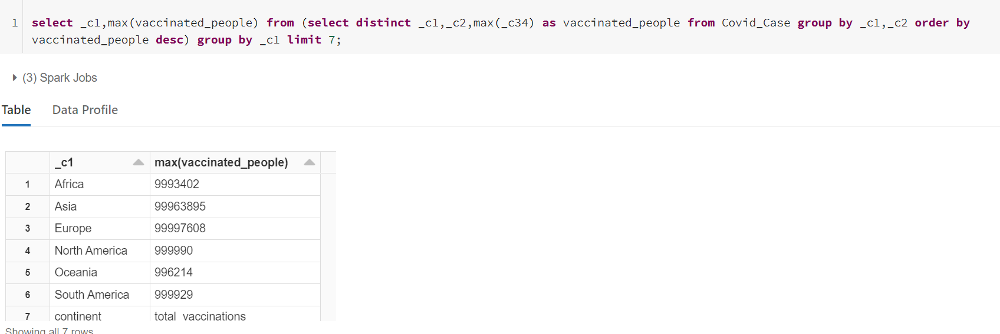 1 select _c1,max(vaccinated_people) from (select distinct _c1,_c2,max(_c34) as vaccinated_people from Covid_Case group by _c1,_c2 order by
vaccinated_people desc) group by _c1 limit 7;
(3) Spark Jobs
Table Data Profile
_c1 max(vaccinated_people)
1 Africa 9993402
2 Asia 99963895
3 Europe 99997608
4 North America 999990
5 Oceania 996214
6 South America 999929
7 continent total_vaccinations
Showing all 7 rows